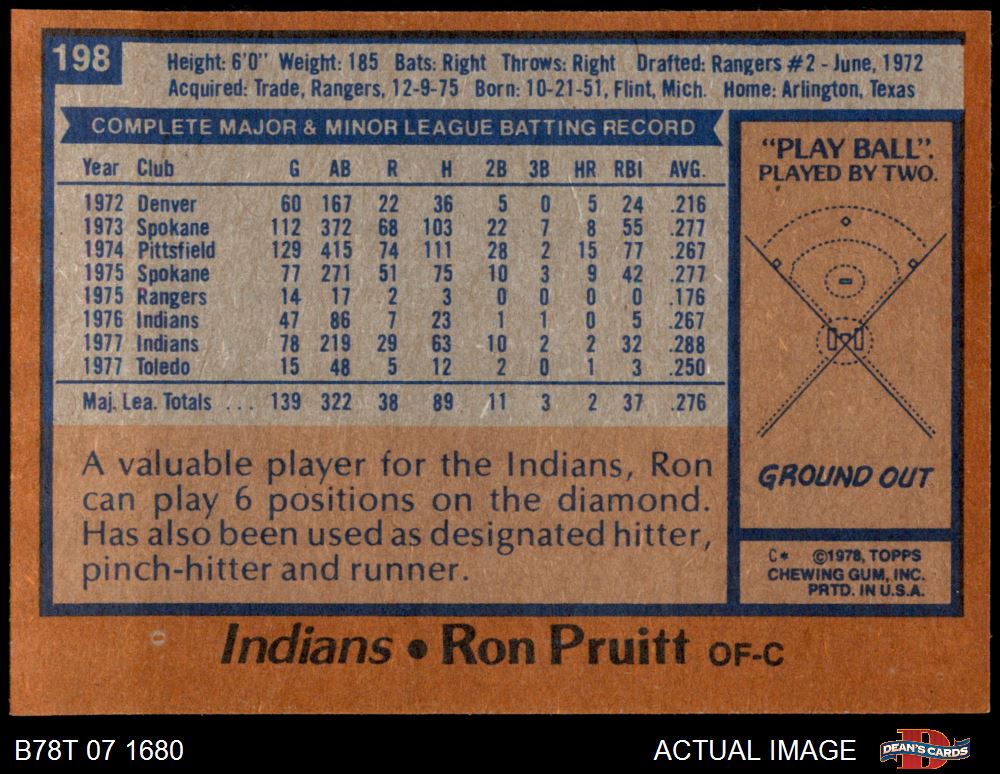 198
Height: 6'0" Weight: 185 Bats: Right Throws: Right Drafted: Rangers #2 - June, 1972
Acquired: Trade, Rangers, 12-9-75 Born: 10-21-51, Flint, Mich. Home: Arlington, Texas
COMPLETE MAJOR & MINOR LEAGUE BATTING RECORD
Year Club G AB R H 2B 3B HR RBI AVG.
1972 Denver 60 167 22 36 5 0 5 24 .216
1973 Spokane 112 372 68 103 22 7 8 55 .277
1974 Pittsfield 129 415 74 111 28 2 15 77 .267
1975 Spokane 77 271 51 75 10 3 9 42 .277
1975 Rangers 14 17 2 3 0 0 0 0 .176
1976 Indians 47 86 7 23 1 1 0 5 .267
1977 Indians 78 219 29 63 10 2 2 32 .288
1977 Toledo 15 48 5 12 2 0 1 3 .250
Maj. Lea. Totals ... 139 322 38 89 11 3 2 37 .276
A valuable player for the Indians, Ron
can play 6 positions on the diamond.
Has also been used as designated hitter,
pinch-hitter and runner.
"PLAY BALL".
PLAYED BY TWO.
GROUND OUT
C* ©1978, TOPPS
CHEWING GUM, INC.
PRTD. IN U.S.A.
Indians • Ron Pruitt OF-C
B78T 07 1680
ACTUAL IMAGE
DEAN'S CARDS